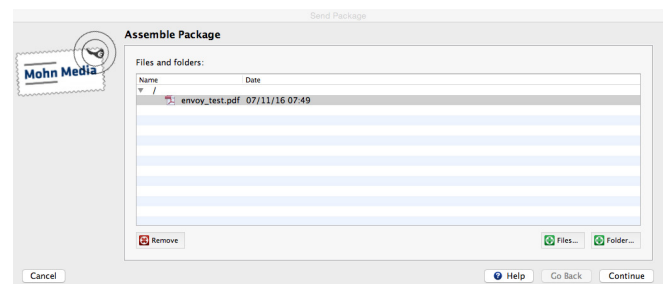 Send Package
Assemble Package
Mohn Media
Files and folders:
Name Date
/
envoy_test.pdf 07/11/16 07:49
Remove Files... Folder...
Cancel Help Go Back Continue